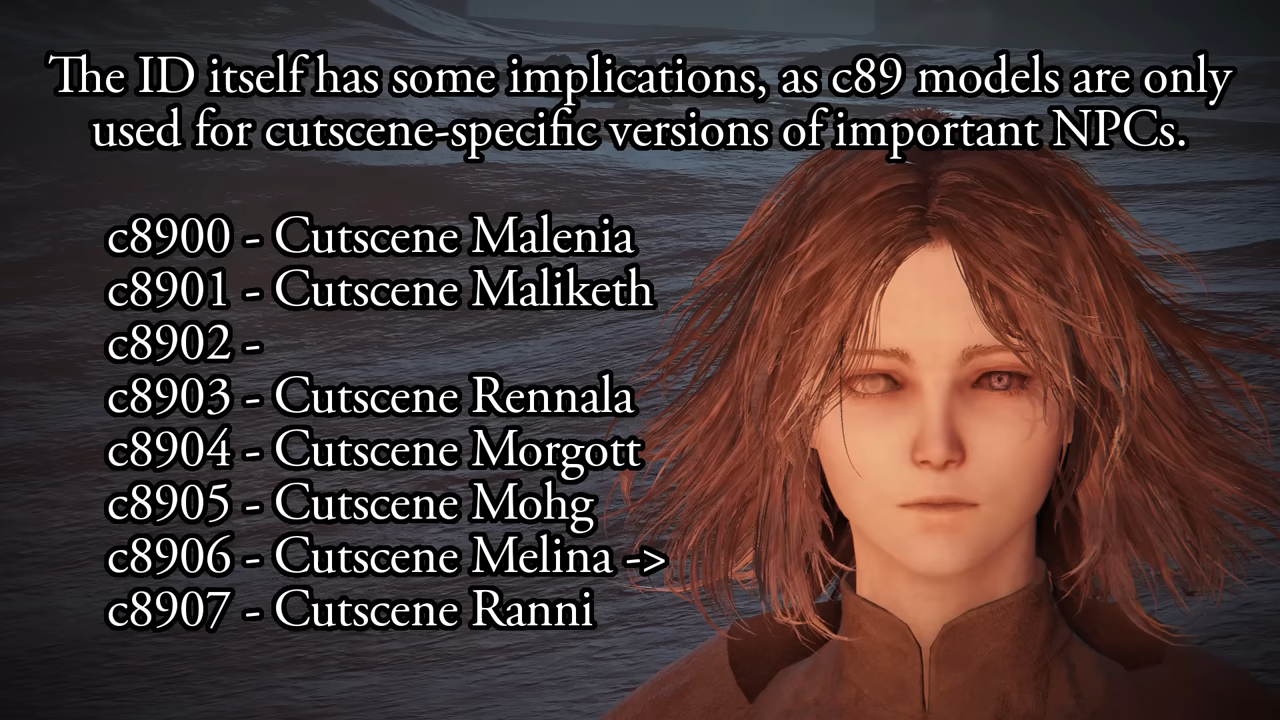 The ID itself has some implications, as c89 models are only
used for cutscene-specific versions of important NPCs.
c8900 - Cutscene Malenia
c8901 - Cutscene Maliketh
c8902 -
c8903 - Cutscene Rennala
c8904 - Cutscene Morgott
c8905 - Cutscene Mohg
c8906 - Cutscene Melina ->
c8907 - Cutscene Ranni